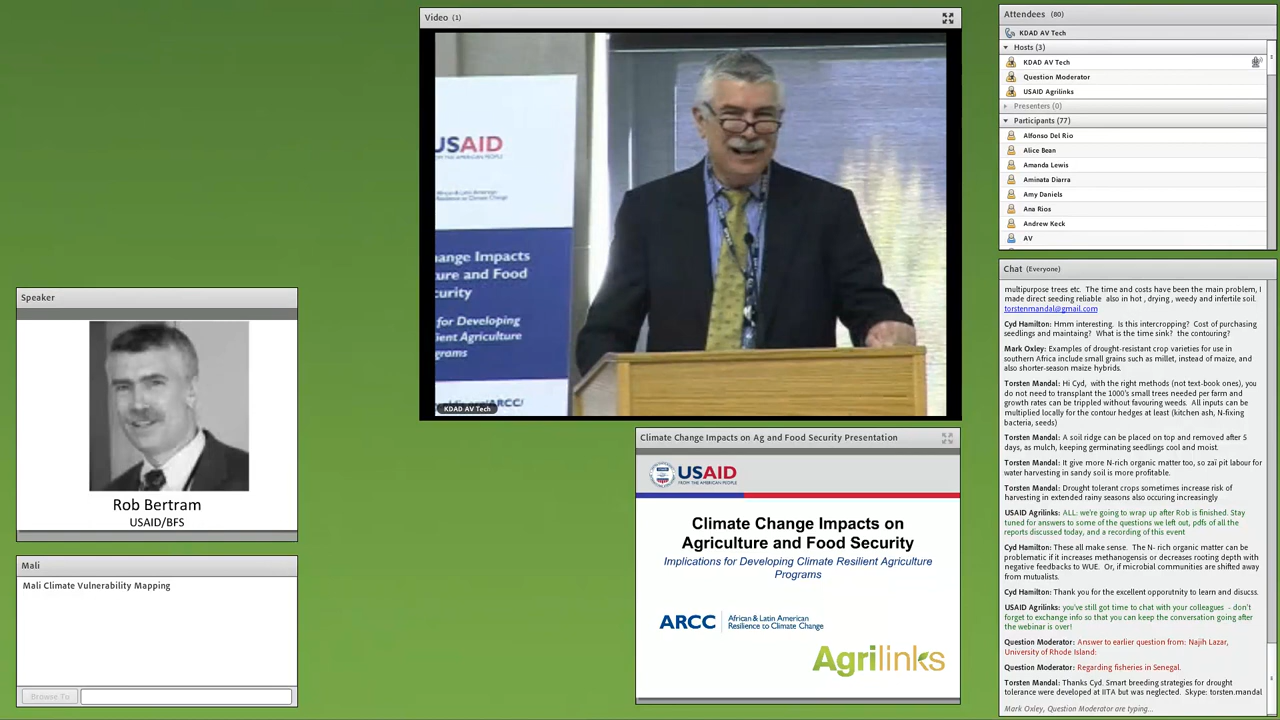 Video (1)
USAID
FROM THE AMERICAN PEOPLE
African & Latin American
Resilience to Climate Change
ange Impacts
ure and Food
curity
for Developing
ient Agriculture
grams
/ARCC/
KDAD AV Tech
Speaker
Rob Bertram
USAID/BFS
Mali
Mali Climate Vulnerability Mapping
Browse To
Climate Change Impacts on Ag and Food Security Presentation
USAID
FROM THE AMERICAN PEOPLE
Climate Change Impacts on
Agriculture and Food Security
Implications for Developing Climate Resilient Agriculture
Programs
ARCC African & Latin American
Resilience to Climate Change
Agrilinks
Attendees (80)
KDAD AV Tech
Hosts (3)
KDAD AV Tech
Question Moderator
USAID Agrilinks
Presenters (0)
Participants (77)
Alfonso Del Rio
Alice Bean
Amanda Lewis
Aminata Diarra
Amy Daniels
Ana Rios
Andrew Keck
AV
Chat (Everyone)
multipurpose trees etc. The time and costs have been the main problem, I
made direct seeding reliable also in hot , drying , weedy and infertile soil.
torstenmandal@gmail.com
Cyd Hamilton: Hmm interesting. Is this intercropping? Cost of purchasing
seedlings and maintaing? What is the time sink? the contouring?
Mark Oxley: Examples of drought-resistant crop varieties for use in
southern Africa include small grains such as millet, instead of maize, and
also shorter-season maize hybrids.
Torsten Mandal: Hi Cyd, with the right methods (not text-book ones), you
do not need to transplant the 1000's small trees needed per farm and
growth rates can be trippled without favouring weeds. All inputs can be
multiplied locally for the contour hedges at least (kitchen ash, N-fixing
bacteria, seeds)
Torsten Mandal: A soil ridge can be placed on top and removed after 5
days, as mulch, keeping germinating seedlings cool and moist.
Torsten Mandal: It give more N-rich organic matter too, so zaï pit labour for
water harvesting in sandy soil is more profitable.
Torsten Mandal: Drought tolerant crops sometimes increase risk of
harvesting in extended rainy seasons also occuring increasingly
USAID Agrilinks: ALL: we're going to wrap up after Rob is finished. Stay
tuned for answers to some of the questions we left out, pdfs of all the
reports discussed today, and a recording of this event
Cyd Hamilton: These all make sense. The N- rich organic matter can be
problematic if it increases methanogensis or decreases rooting depth with
negative feedbacks to WUE. Or, if microbial communities are shifted away
from mutualists.
Cyd Hamilton: Thank you for the excellent opporutnity to learn and disucss.
USAID Agrilinks: you've still got time to chat with your colleagues - don't
forget to exchange info so that you can keep the conversation going after
the webinar is over!
Question Moderator: Answer to earlier question from: Najih Lazar,
University of Rhode Island:
Question Moderator: Regarding fisheries in Senegal.
Torsten Mandal: Thanks Cyd. Smart breeding strategies for drought
tolerance were developed at IITA but was neglected. Skype: torsten.mandal
Mark Oxley, Question Moderator are typing...